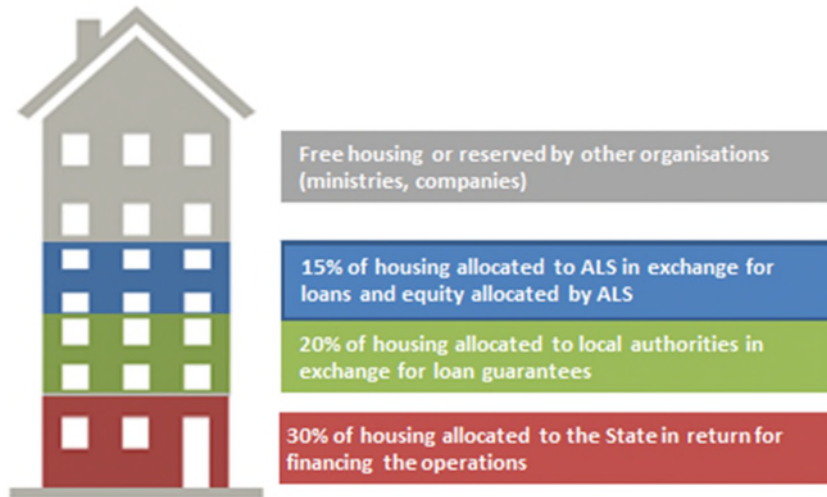 Free housing or reserved by other organisations
(ministries, companies)
15% of housing allocated to ALS in exchange for
loans and equity allocated by ALS
20% of housing allocated to local authorities in
exchange for loan guarantees
30% of housing allocated to the State in return for
financing the operations